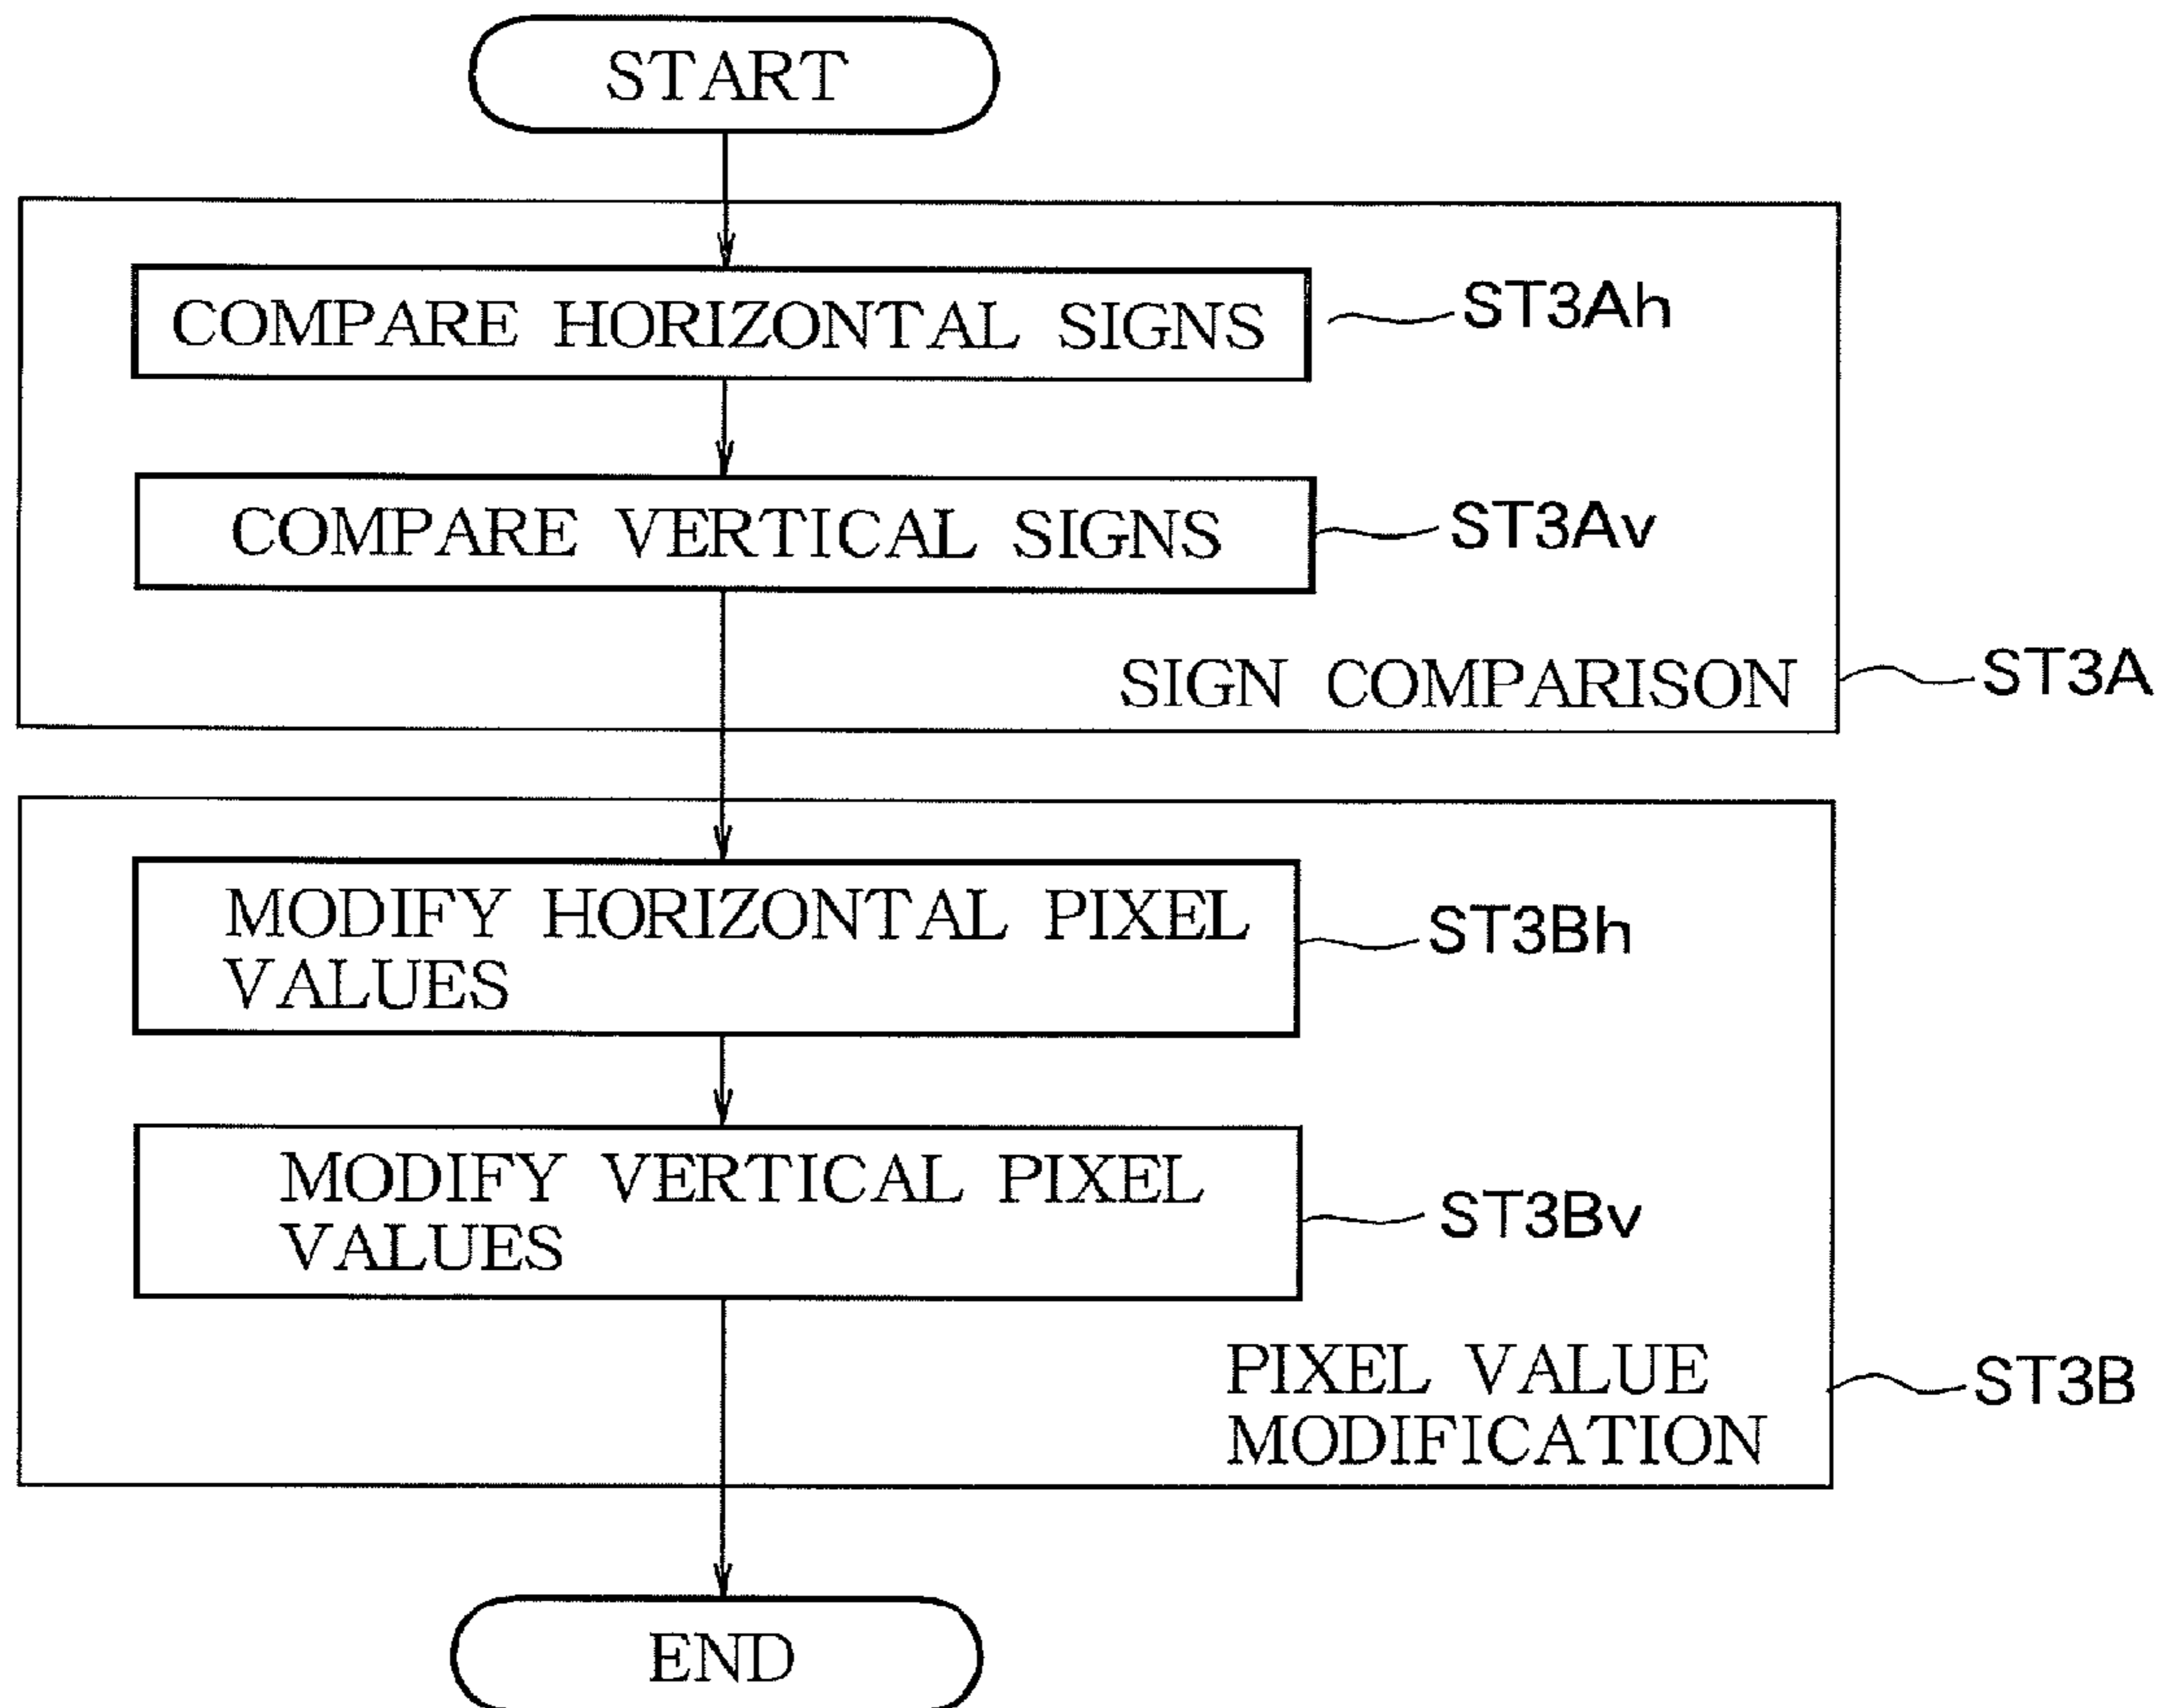 START
COMPARE HORIZONTAL SIGNS
ST3Ah
COMPARE VERTICAL SIGNS
ST3Av
SIGN COMPARISON
ST3A
MODIFY HORIZONTAL PIXEL
VALUES
ST3Bh
MODIFY VERTICAL PIXEL
VALUES
ST3Bv
PIXEL VALUE
MODIFICATION
ST3B
END